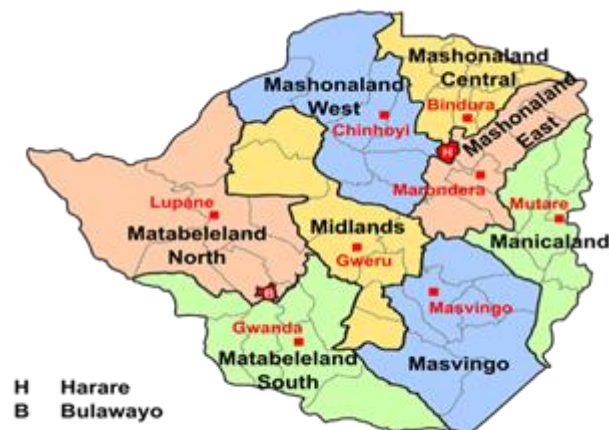 Mashonaland
Central
Mashonaland
West
Bindura
Chinhoyi
Mashonaland
East
H
Marondera
Lupane
Mutare
Midlands
Matabeleland
North
Manicaland
Gweru
B
Masvingo
Gwanda
Matabeleland
South
Masvingo
H Harare
B Bulawayo